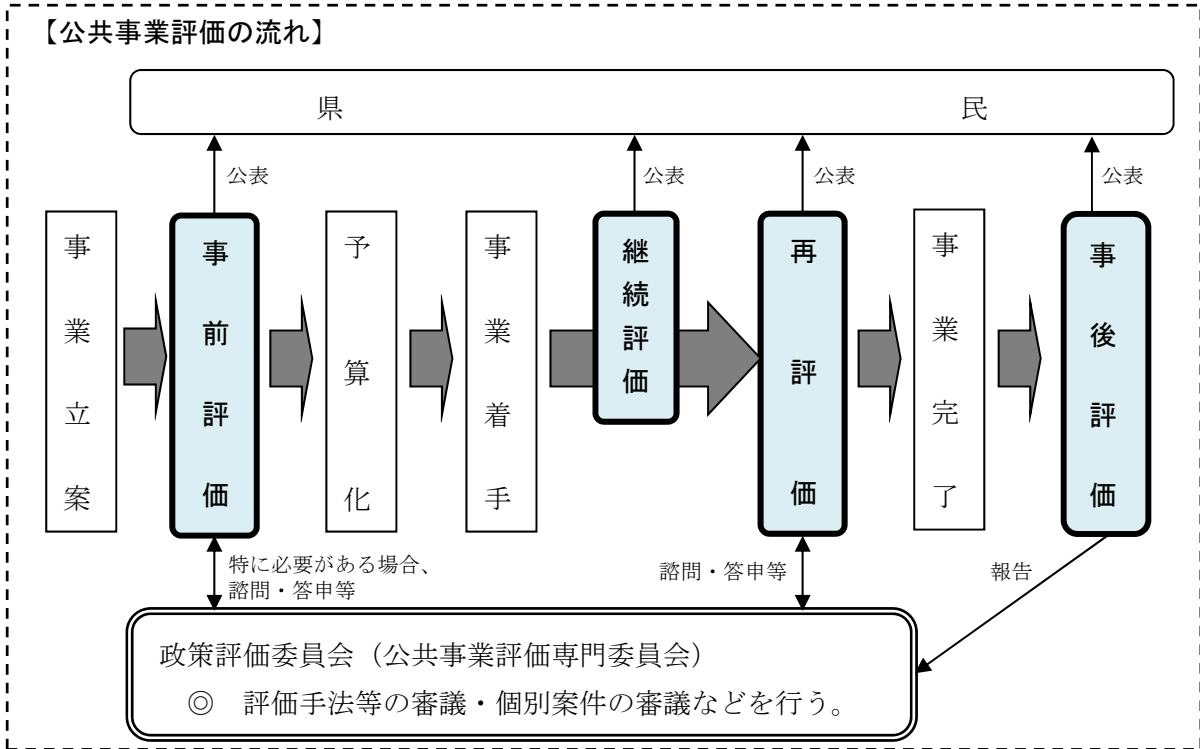 【公共事業評価の流れ】
県　民
公表
公表
公表
公表
事業立案
事前評価
予算化
事業着手
継続評価
再評価
事業完了
事後評価
特に必要がある場合、
諮問・答申等
諮問・答申等
報告
政策評価委員会（公共事業評価専門委員会）
◎　評価手法等の審議・個別案件の審議などを行う。